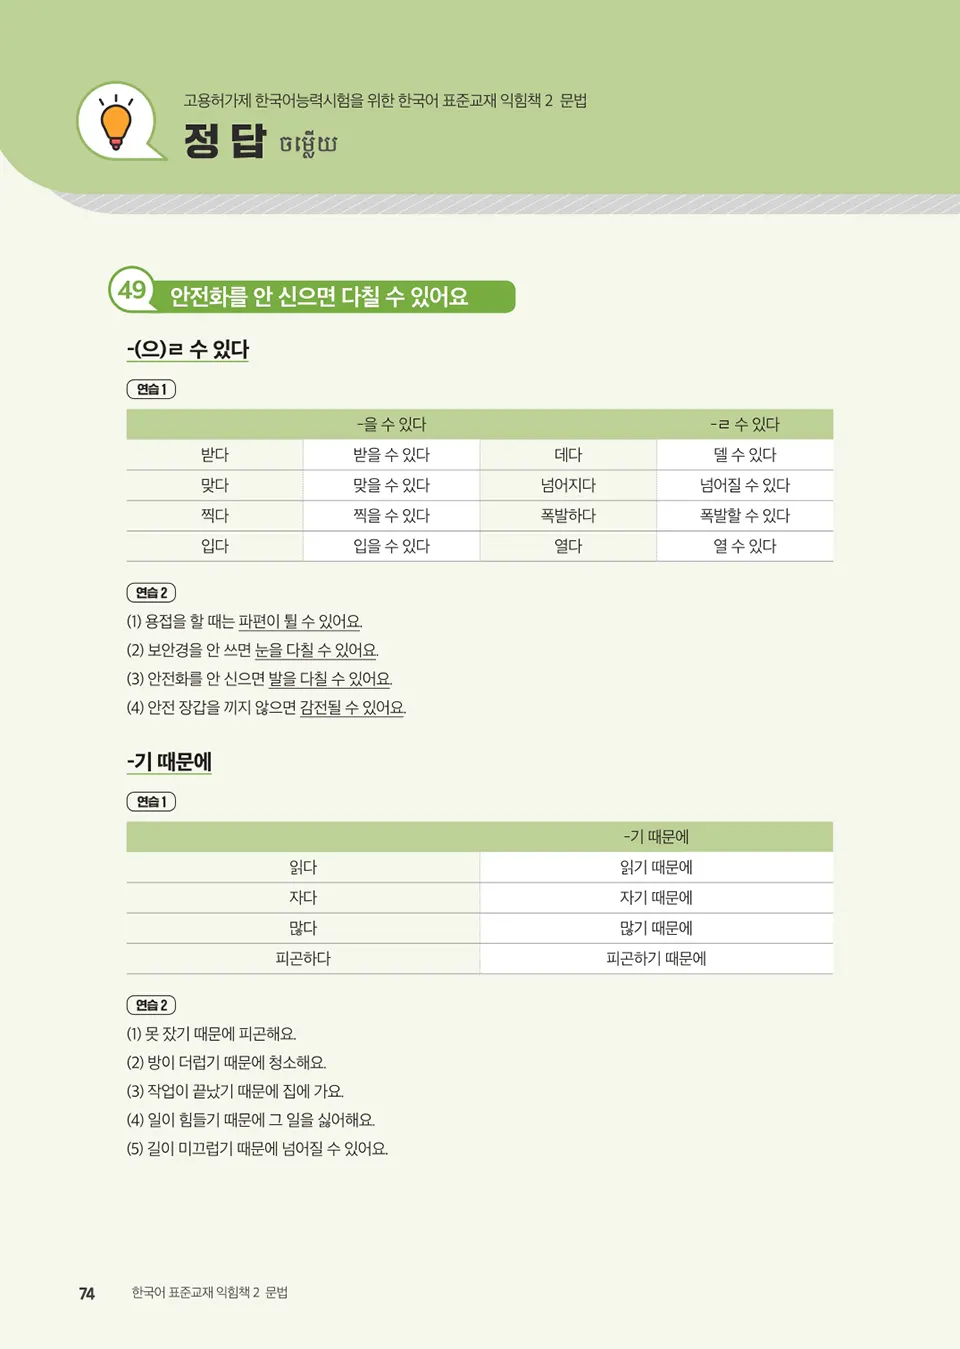 고용허가제 한국어능력시험을 위한 한국어 표준교재 익힘책 2 문법
정답 ចម្លើយ
49 안전화를 안 신으면 다칠 수 있어요
-(으)ㄹ 수 있다
연습 1
-을 수 있다 -ㄹ 수 있다
받다 받을 수 있다 데다 델 수 있다
맞다 맞을 수 있다 넘어지다 넘어질 수 있다
찍다 찍을 수 있다 폭발하다 폭발할 수 있다
입다 입을 수 있다 열다 열 수 있다
연습 2
(1) 용접을 할 때는 파편이 튈 수 있어요.
(2) 보안경을 안 쓰면 눈을 다칠 수 있어요.
(3) 안전화를 안 신으면 발을 다칠 수 있어요.
(4) 안전 장갑을 끼지 않으면 감전될 수 있어요.
-기 때문에
연습 1
-기 때문에
읽다 읽기 때문에
자다 자기 때문에
많다 많기 때문에
피곤하다 피곤하기 때문에
연습 2
(1) 못 잤기 때문에 피곤해요.
(2) 방이 더럽기 때문에 청소해요.
(3) 작업이 끝났기 때문에 집에 가요.
(4) 일이 힘들기 때문에 그 일을 싫어해요.
(5) 길이 미끄럽기 때문에 넘어질 수 있어요.
74 한국어 표준교재 익힘책 2 문법